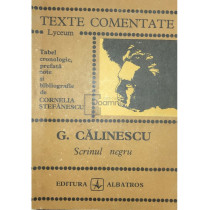 TEXTE COMENTATE
Lyceum
Tabel
cronologic,
prefață
note
și
bibliografie
de
CORNELIA
ȘTEFĂNESCU
G. CĂLINESCU
Scrinul negru
EDITURA ALBATROS